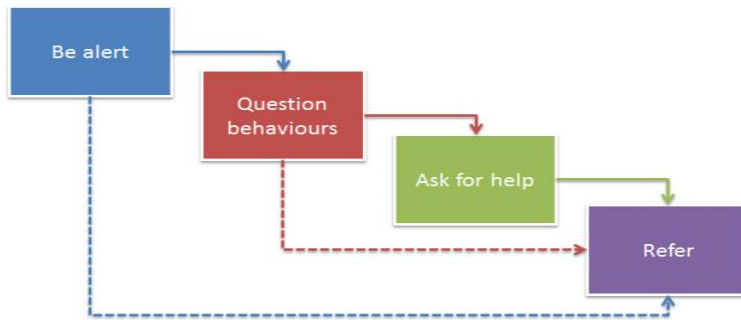 Be alert
Question
behaviours
Ask for help
Refer